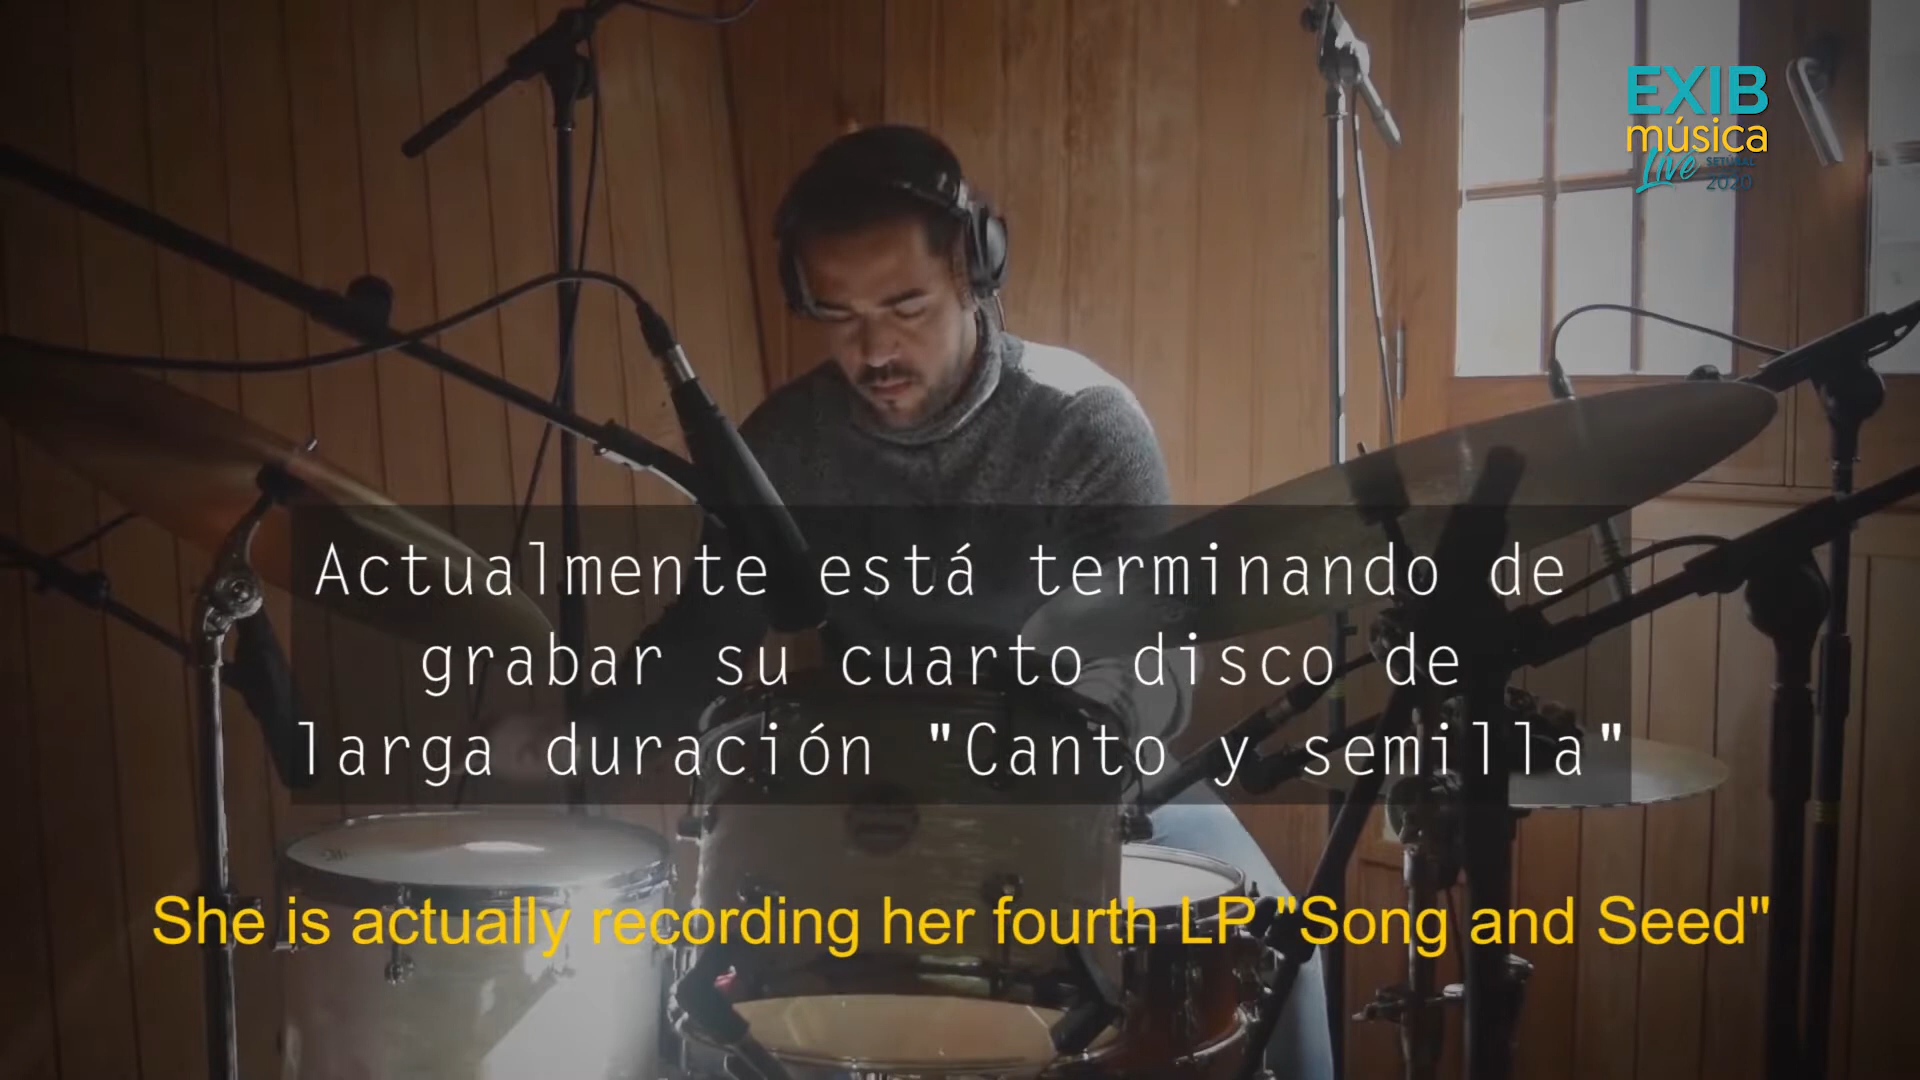 EXIB
música
Live SETÚBAL
2020
Actualmente está terminando de
grabar su cuarto disco de
larga duración "Canto y semilla"
She is actually recording her fourth LP "Song and Seed"